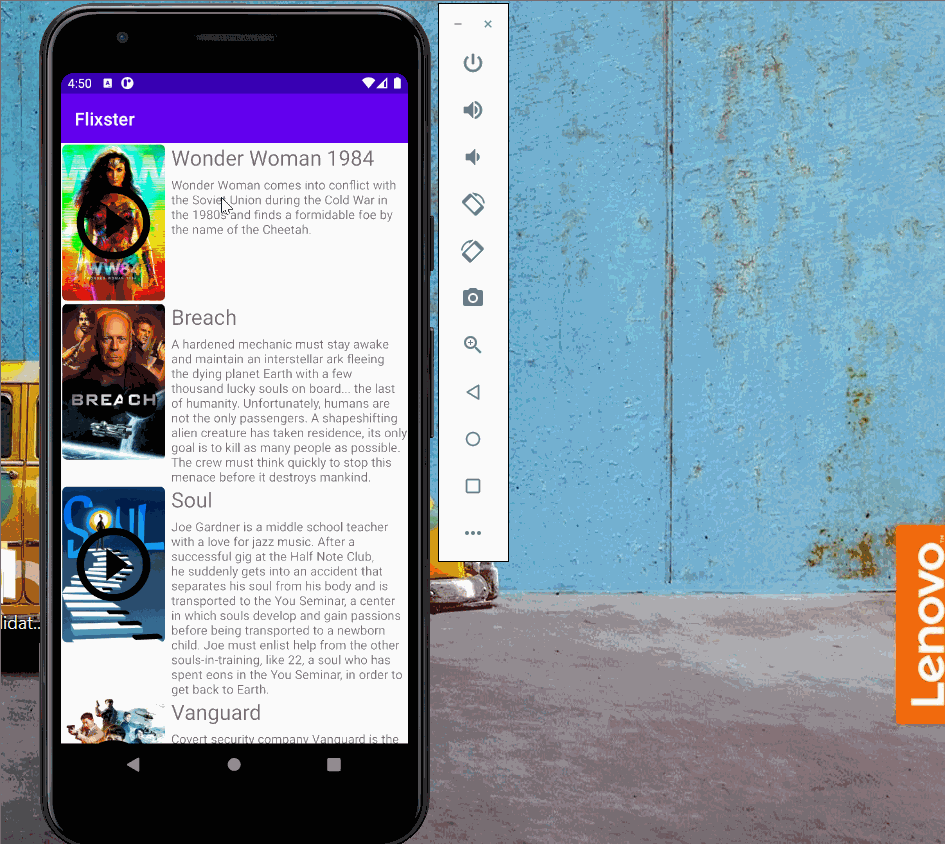 4:50
Flixster
Wonder Woman 1984
Wonder Woman comes into conflict with
the Soviet Union during the Cold War in
the 1980s and finds a formidable foe by
the name of the Cheetah.
WW84
Breach
A hardened mechanic must stay awake
and maintain an interstellar ark fleeing
the dying planet Earth with a few
thousand lucky souls on board... the last
of humanity. Unfortunately, humans are
not the only passengers. A shapeshifting
alien creature has taken residence, its only
goal is to kill as many people as possible.
The crew must think quickly to stop this
menace before it destroys mankind.
BREACH
Soul
Joe Gardner is a middle school teacher
with a love for jazz music. After a
successful gig at the Half Note Club,
he suddenly gets into an accident that
separates his soul from his body and is
transported to the You Seminar, a center
in which souls develop and gain passions
before being transported to a newborn
child. Joe must enlist help from the other
souls-in-training, like 22, a soul who has
spent eons in the You Seminar, in order to
get back to Earth.
SOUL
Vanguard
Covert security company Vanguard is the
lidat...
Lenovo